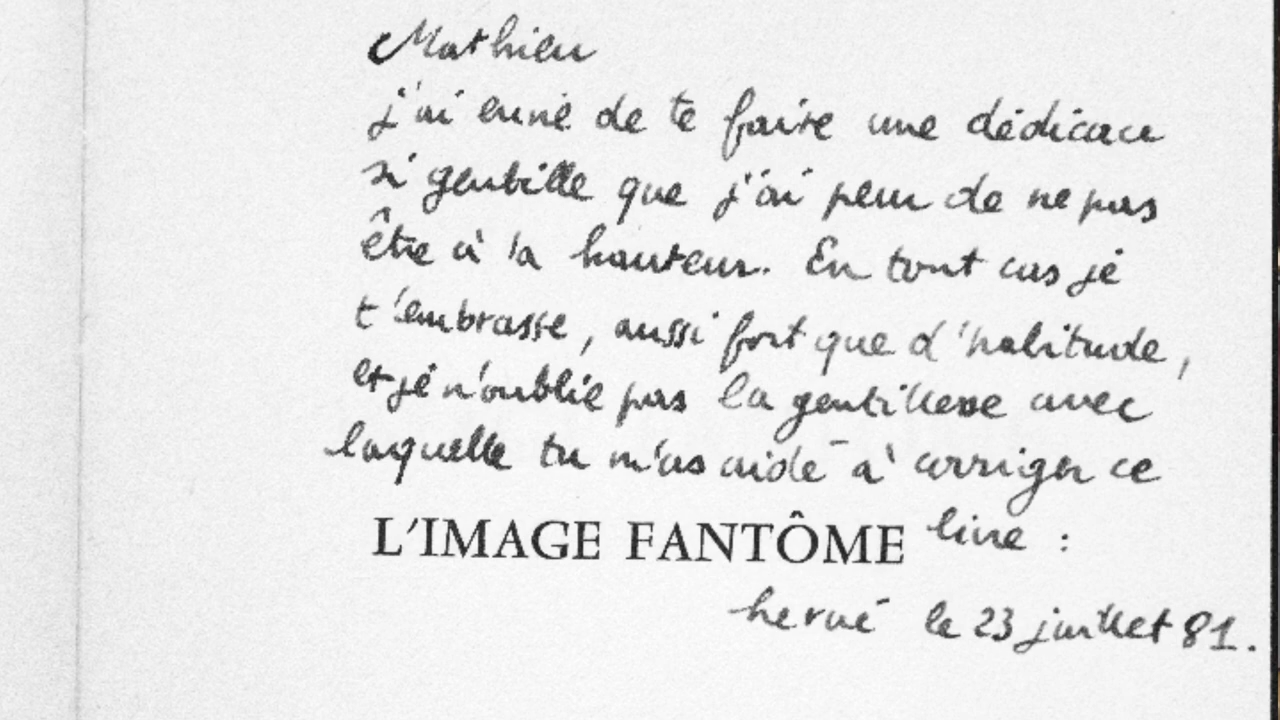 Mathieu
j'ai envie de te faire une dédicace
si gentille que j'ai peur de ne pas
être à la hauteur. En tout cas je
t'embrasse, aussi fort que d'habitude,
et je n'oublie pas la gentillesse avec
laquelle tu m'as aidé à corriger ce
L'IMAGE FANTÔME livre :
hervé le 23 juillet 81.